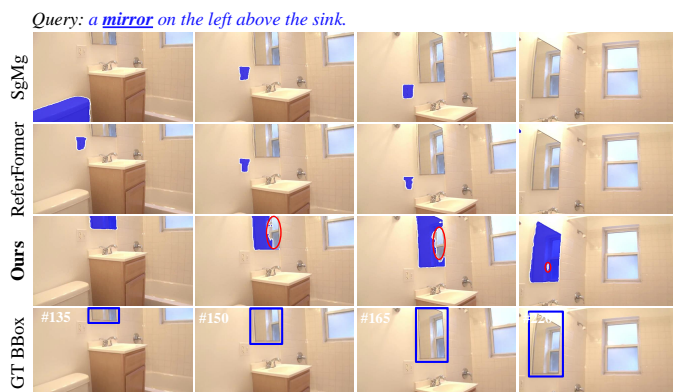 Query: a mirror on the left above the sink.
SgMg
ReferFormer
Ours
GT BBox
#135
#150
#165